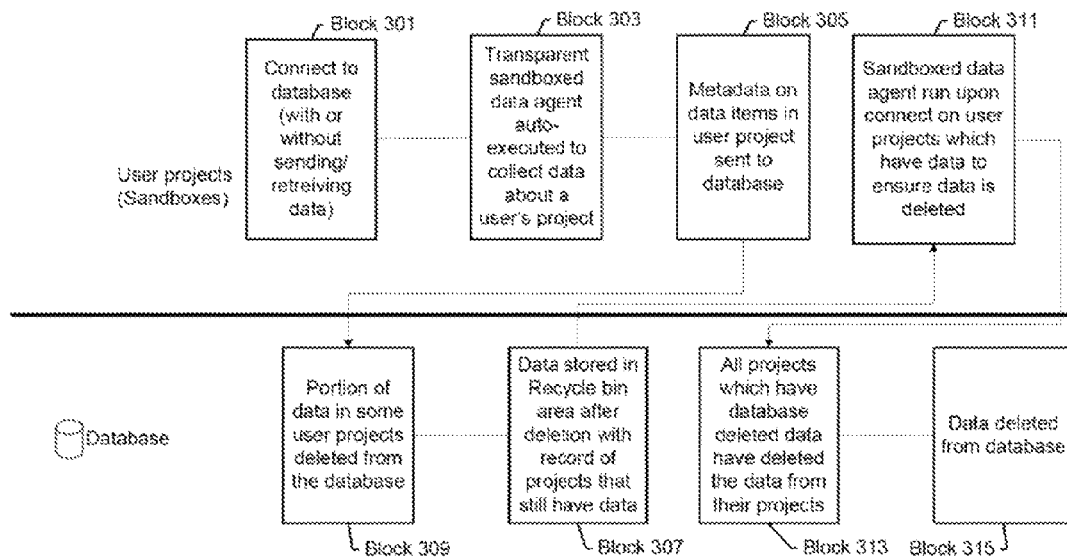 Block 301
Block 303
Block 305
Block 311
Connect to
database
(with or
without
sending/
retreiving
data)
Transparent
sandboxed
data agent
auto-
executed to
collect data
about a
user's project
Metadata on
data items in
user project
sent to
database
Sandboxed data
agent run upon
connect on user
projects which
have data to
ensure data is
deleted
User projects
(Sandboxes)
Database
Portion of
data in some
user projects
deleted from
the database
Data stored in
Recycle bin
area after
deletion with
record of
projects that
still have data
All projects
which have
database
deleted data
have deleted
the data from
their projects
Data deleted
from database
Block 309
Block 307
Block 313
Block 315